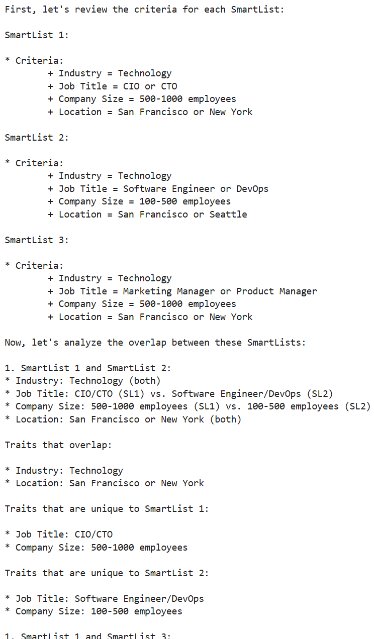 First, let's review the criteria for each SmartList:
SmartList 1:
* Criteria:
+ Industry = Technology
+ Job Title = CIO or CTO
+ Company Size = 500-1000 employees
+ Location = San Francisco or New York
SmartList 2:
* Criteria:
+ Industry = Technology
+ Job Title = Software Engineer or DevOps
+ Company Size = 100-500 employees
+ Location = San Francisco or Seattle
SmartList 3:
* Criteria:
+ Industry = Technology
+ Job Title = Marketing Manager or Product Manager
+ Company Size = 500-1000 employees
+ Location = San Francisco or New York
Now, let's analyze the overlap between these SmartLists:
1. SmartList 1 and SmartList 2:
* Industry: Technology (both)
* Job Title: CIO/CTO (SL1) vs. Software Engineer/DevOps (SL2)
* Company Size: 500-1000 employees (SL1) vs. 100-500 employees (SL2)
* Location: San Francisco or New York (both)
Traits that overlap:
* Industry: Technology
* Location: San Francisco or New York
Traits that are unique to SmartList 1:
* Job Title: CIO/CTO
* Company Size: 500-1000 employees
Traits that are unique to SmartList 2:
* Job Title: Software Engineer/DevOps
* Company Size: 100-500 employees
1. SmartList 1 and SmartList 3: